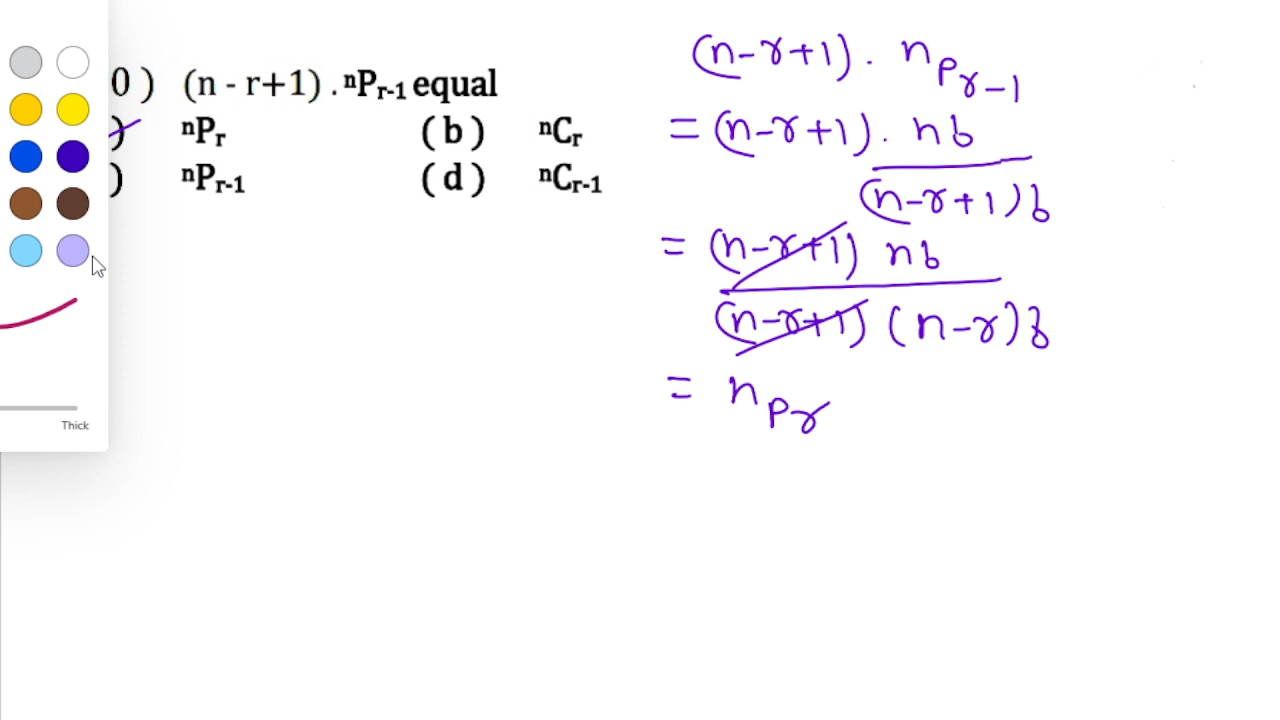 0 ) (n - r+1) . ⁿPᵣ₋₁ equal
) ⁿPᵣ ( b ) ⁿCᵣ
) ⁿPᵣ₋₁ ( d ) ⁿCᵣ₋₁
Thick
(n-r+1) . nPr-1
= (n-r+1) . n!
(n-r+1)!
= (n-r+1) n!
(n-r+1) (n-r)!
= nPr